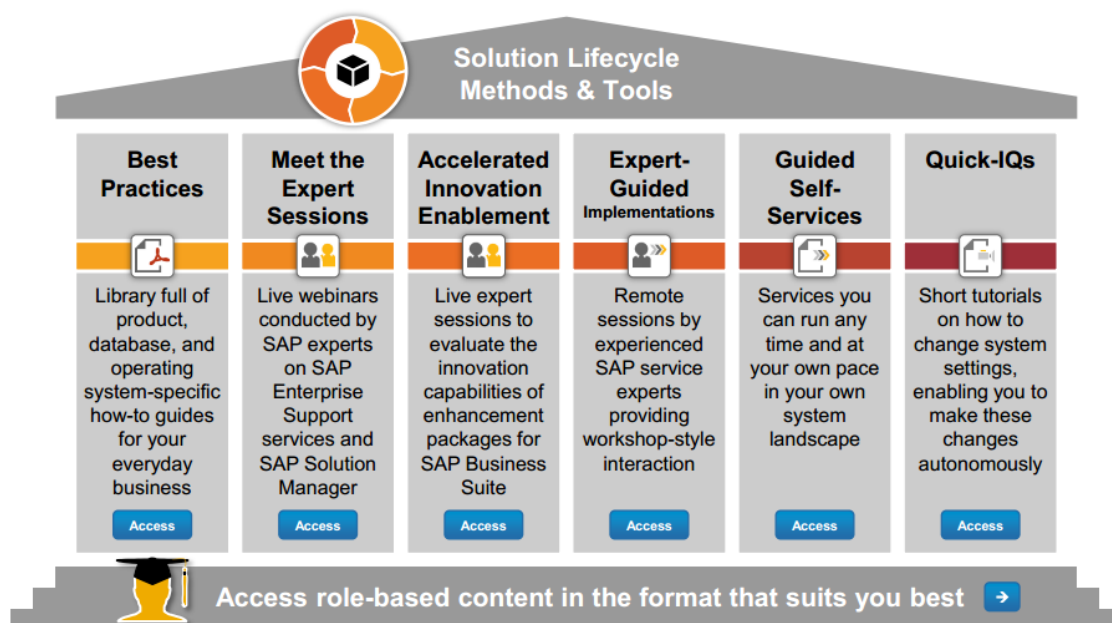 Solution Lifecycle
Methods & Tools
Best
Practices
Library full of
product,
database, and
operating
system-specific
how-to guides
for your
everyday
business
Access
Meet the
Expert
Sessions
Live webinars
conducted by
SAP experts
on SAP
Enterprise
Support
services and
SAP Solution
Manager
Access
Accelerated
Innovation
Enablement
Live expert
sessions to
evaluate the
innovation
capabilities of
enhancement
packages for
SAP Business
Suite
Access
Expert-
Guided
Implementations
Remote
sessions by
experienced
SAP service
experts
providing
workshop-style
interaction
Access
Guided
Self-
Services
Services you
can run any
time and at
your own pace
in your own
system
landscape
Access
Quick-IQs
Short tutorials
on how to
change system
settings,
enabling you to
make these
changes
autonomously
Access
Access role-based content in the format that suits you best